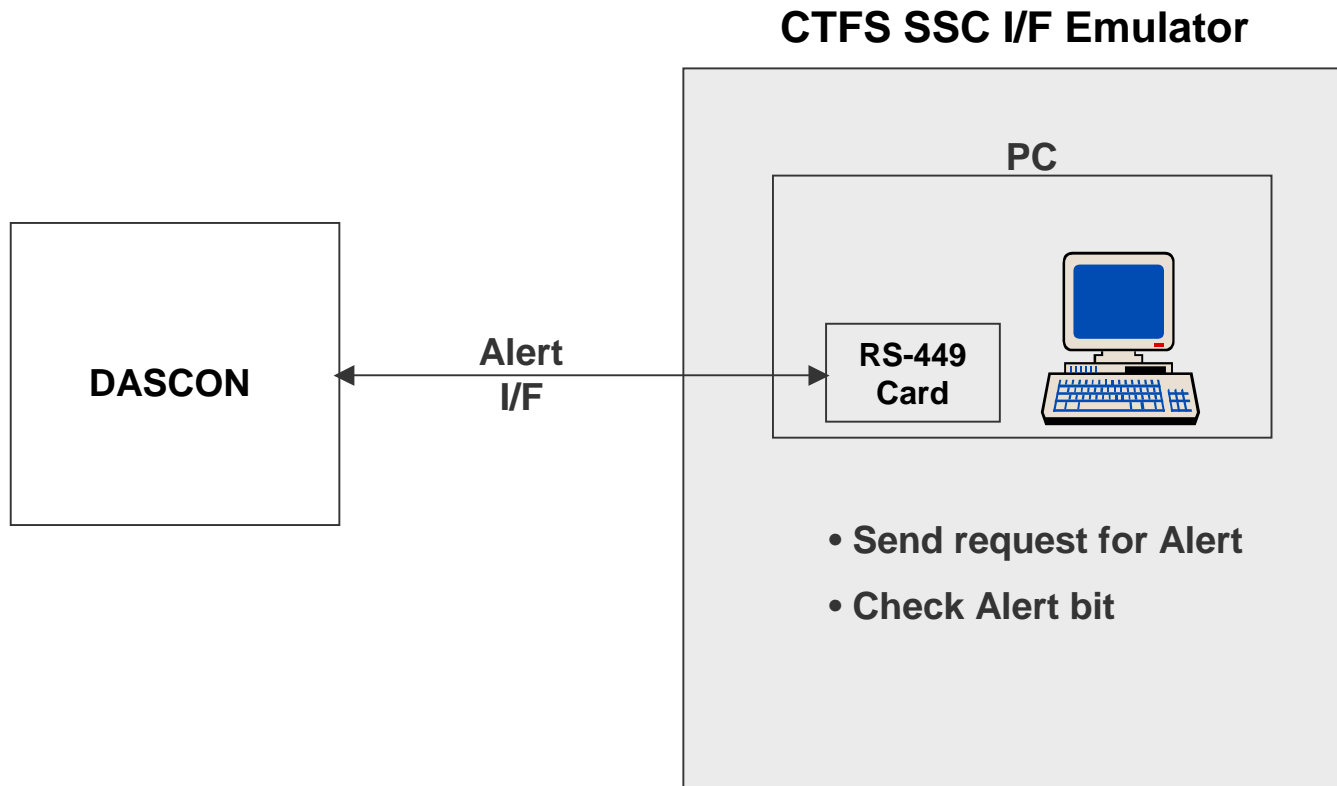 CTFS SSC I/F Emulator
PC
DASCON
Alert
I/F
RS-449
Card
• Send request for Alert
• Check Alert bit